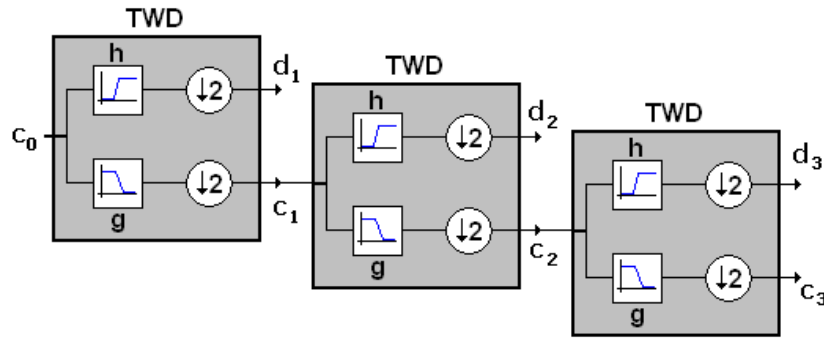 TWD
h
↓2
d₁
c₀
↓2
g
c₁
TWD
h
↓2
d₂
↓2
g
c₂
TWD
h
↓2
d₃
↓2
g
c₃